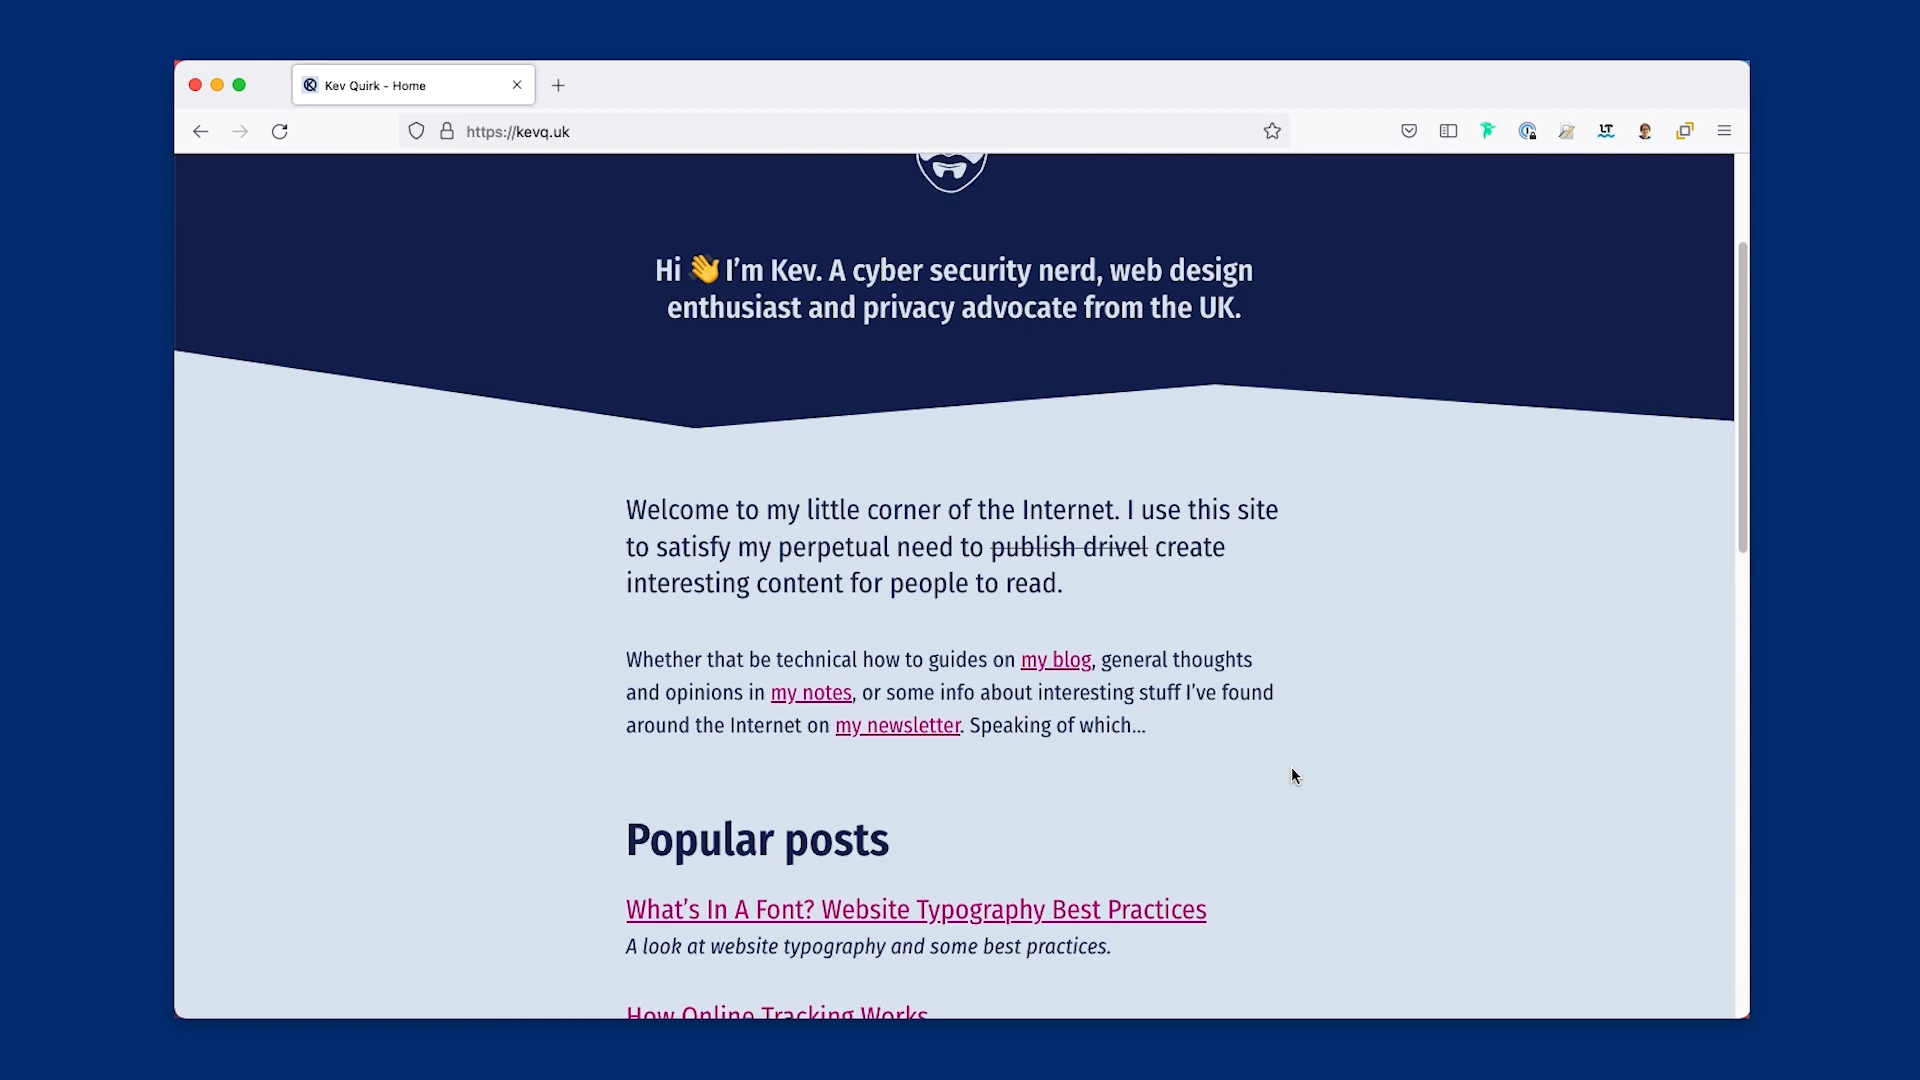 Kev Quirk - Home
https://kevq.uk
LT
Hi 👋 I’m Kev. A cyber security nerd, web design
enthusiast and privacy advocate from the UK.
Welcome to my little corner of the Internet. I use this site
to satisfy my perpetual need to publish drivel create
interesting content for people to read.
Whether that be technical how to guides on my blog, general thoughts
and opinions in my notes, or some info about interesting stuff I’ve found
around the Internet on my newsletter. Speaking of which...
Popular posts
What’s In A Font? Website Typography Best Practices
A look at website typography and some best practices.
How Online Tracking Works